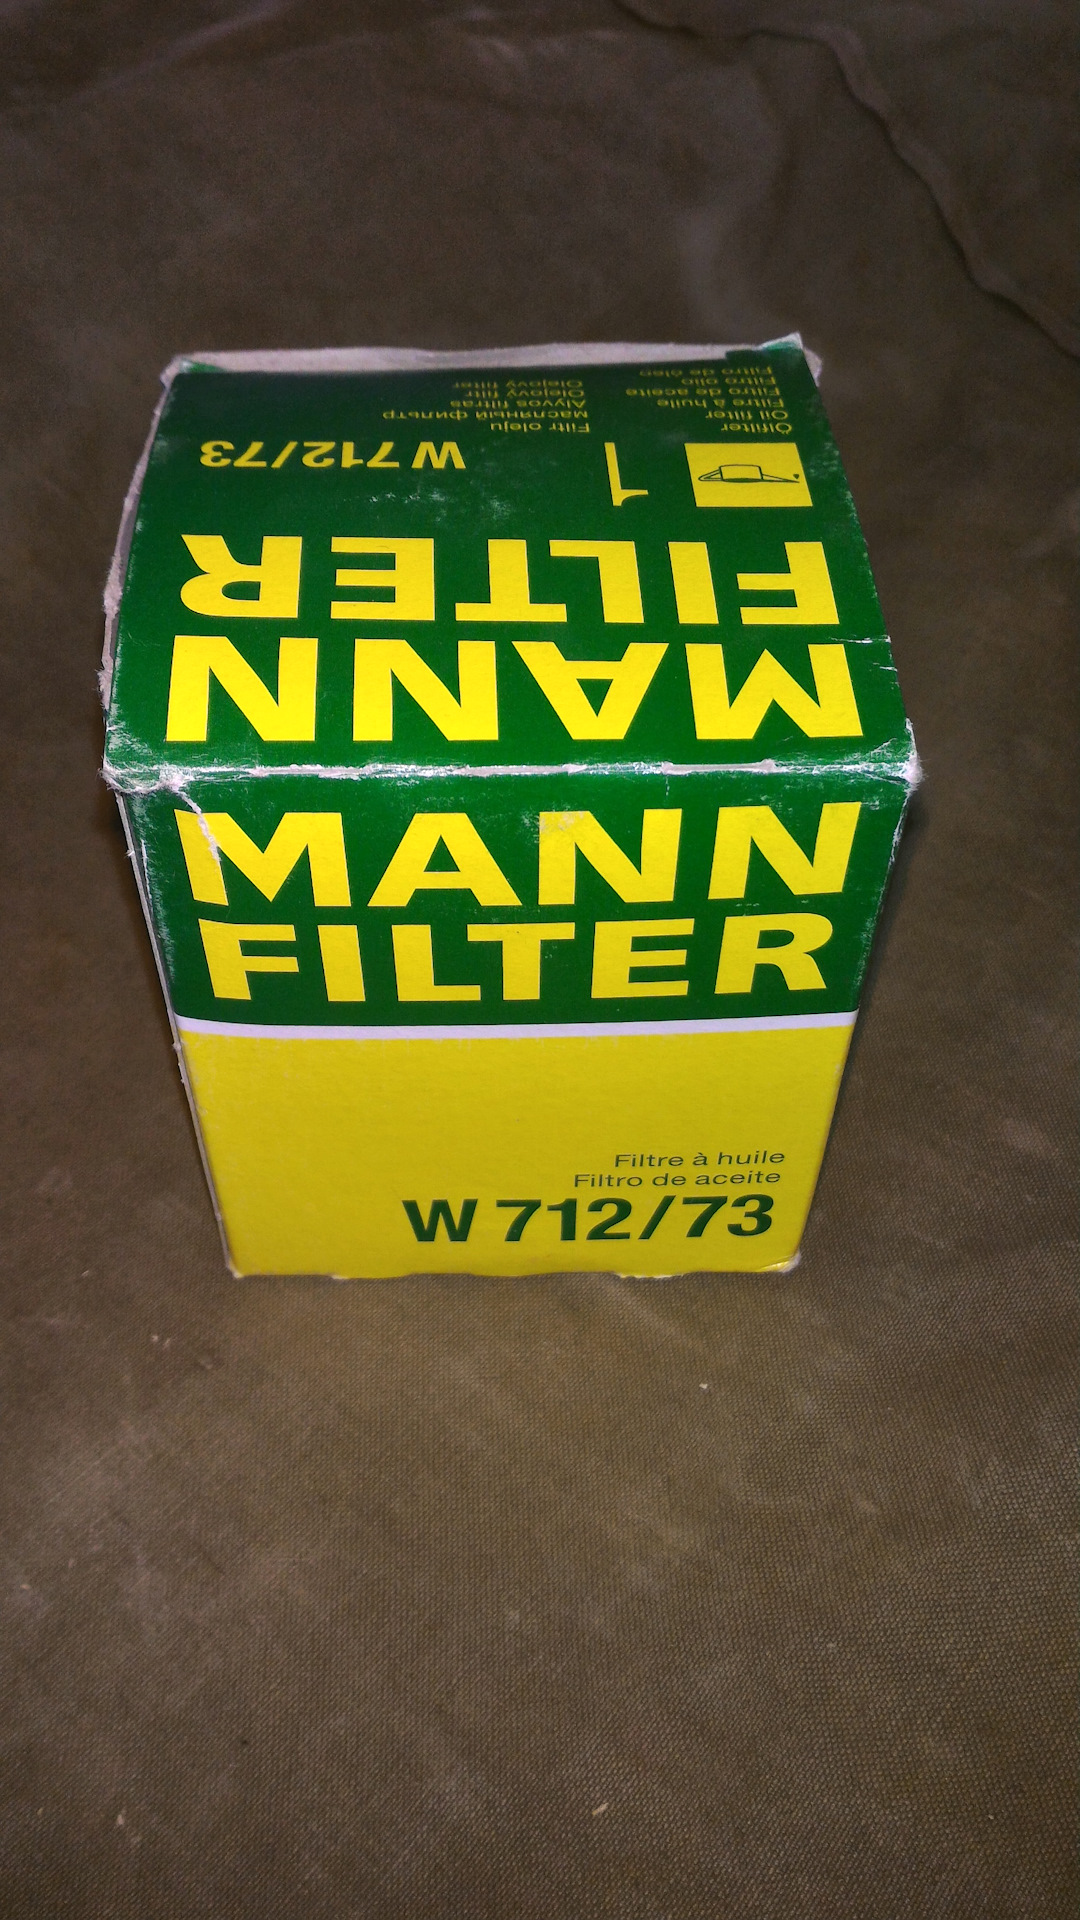 MANN
FILTER
1
W 712/73
Ölfilter
Oil filter
Filtre à huile
Filtro de aceite
Filtro olio
Filtro de óleo
Filtr oleju
масляный фильтр
Alyvos filtras
Olejový filtr
Olejový filter
MANN
FILTER
Filtre à huile
Filtro de aceite
W 712/73